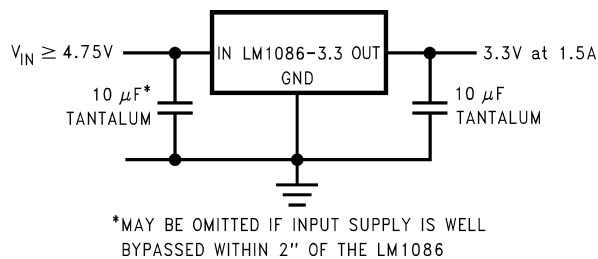 V_IN ≥ 4.75V
IN LM1086-3.3 OUT
GND
3.3V at 1.5A
10 μF*
TANTALUM
10 μF
TANTALUM
*MAY BE OMITTED IF INPUT SUPPLY IS WELL
BYPASSED WITHIN 2" OF THE LM1086